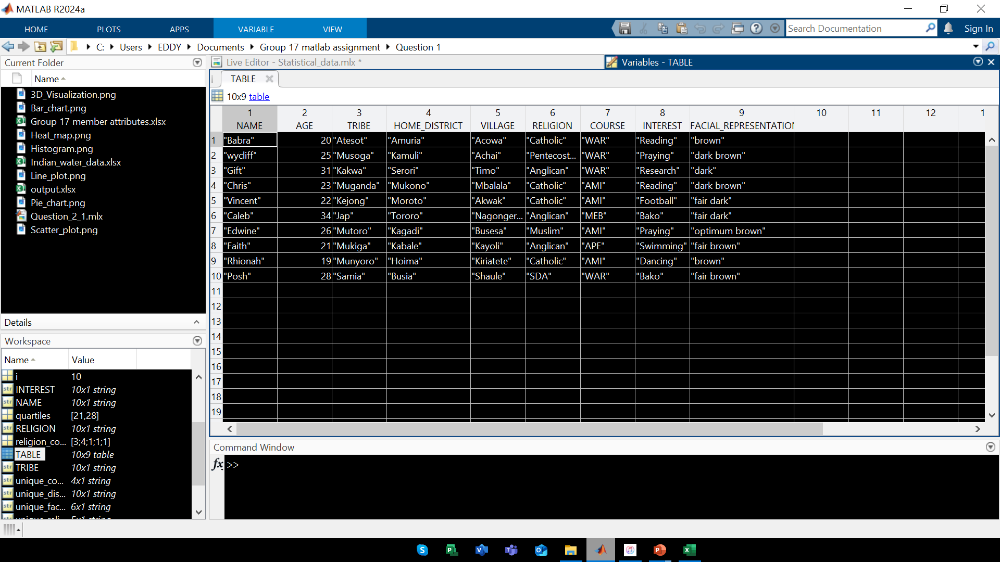 MATLAB R2024a
HOME PLOTS APPS VARIABLE VIEW Search Documentation Sign In
C: Users EDDY Documents Group 17 matlab assignment Question 1
Current Folder
Name
3D_Visualization.png
Bar_chart.png
Group 17 member attributes.xlsx
Heat_map.png
Histogram.png
Indian_water_data.xlsx
Line_plot.png
output.xlsx
Pie_chart.png
Question_2_1.mlx
Scatter_plot.png
Details
Workspace
Name Value
i 10
INTEREST 10x1 string
NAME 10x1 string
quartiles [21,28]
RELIGION 10x1 string
religion_co... [3;4;1;1;1]
TABLE 10x9 table
TRIBE 10x1 string
unique_co... 4x1 string
unique_dis... 10x1 string
unique_fac... 6x1 string
Live Editor - Statistical_data.mlx *
Variables - TABLE
TABLE
10x9 table
1 2 3 4 5 6 7 8 9 10 11 12 1
NAME AGE TRIBE HOME_DISTRICT VILLAGE RELIGION COURSE INTEREST FACIAL_REPRESENTATION
1 "Babra" 20 "Atesot" "Amuria" "Acowa" "Catholic" "WAR" "Reading" "brown"
2 "wycliff" 25 "Musoga" "Kamuli" "Achai" "Pentecost... "WAR" "Praying" "dark brown"
3 "Gift" 31 "Kakwa" "Serori" "Timo" "Anglican" "WAR" "Research" "dark"
4 "Chris" 23 "Muganda" "Mukono" "Mbalala" "Catholic" "AMI" "Reading" "dark brown"
5 "Vincent" 22 "Kejong" "Moroto" "Akwak" "Catholic" "AMI" "Football" "fair dark"
6 "Caleb" 34 "Jap" "Tororo" "Nagonger... "Anglican" "MEB" "Bako" "fair dark"
7 "Edwine" 26 "Mutoro" "Kagadi" "Busesa" "Muslim" "AMI" "Praying" "optimum brown"
8 "Faith" 21 "Mukiga" "Kabale" "Kayoli" "Anglican" "APE" "Swimming" "fair brown"
9 "Rhionah" 19 "Munyoro" "Hoima" "Kiriatete" "Catholic" "AMI" "Dancing" "brown"
10 "Posh" 28 "Samia" "Busia" "Shaule" "SDA" "WAR" "Bako" "fair brown"
11
12
13
14
15
16
17
18
19
Command Window
fx >>